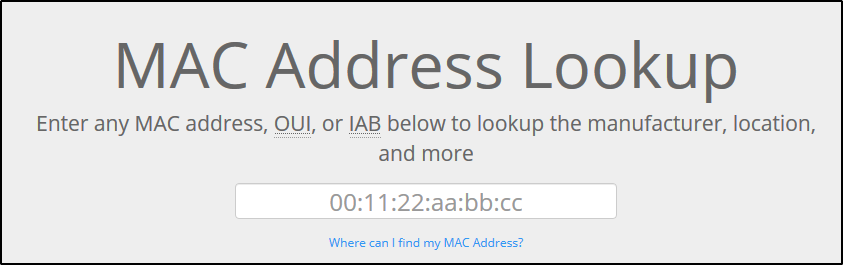 MAC Address Lookup
Enter any MAC address, OUI, or IAB below to lookup the manufacturer, location,
and more
00:11:22:aa:bb:cc
Where can I find my MAC Address?